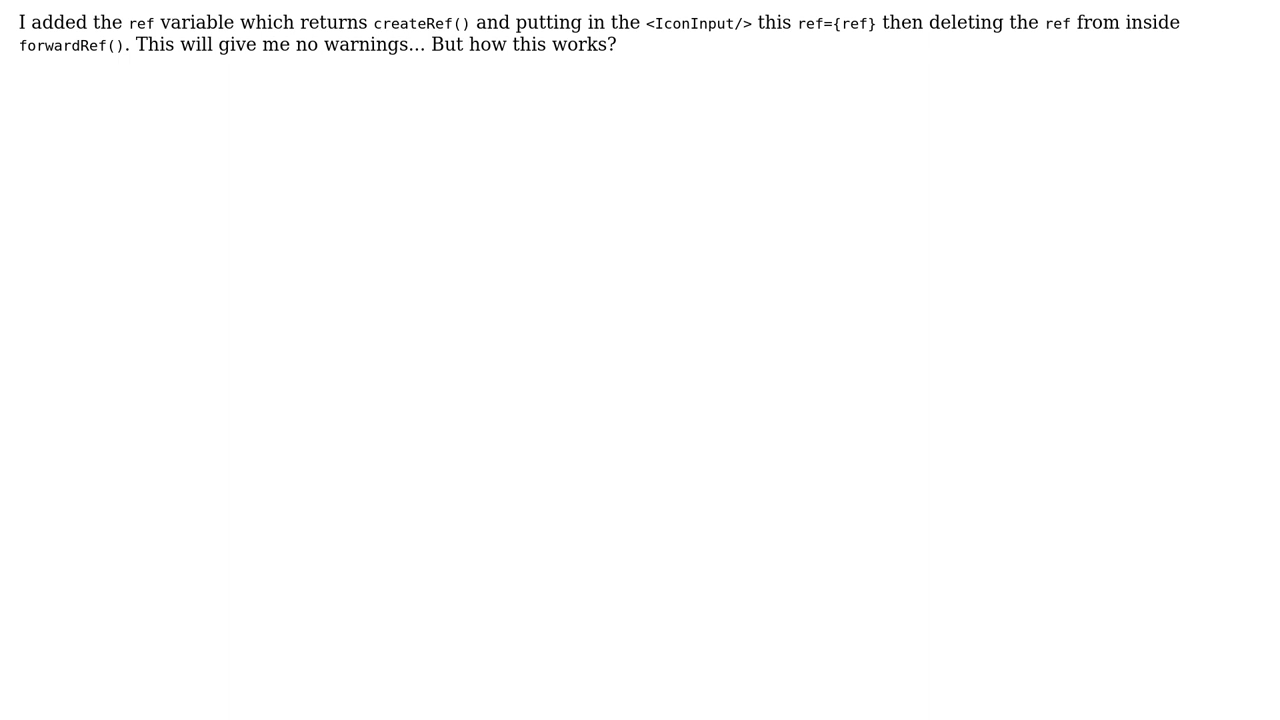 I added the ref variable which returns createRef() and putting in the <IconInput/> this ref={ref} then deleting the ref from inside
forwardRef(). This will give me no warnings... But how this works?